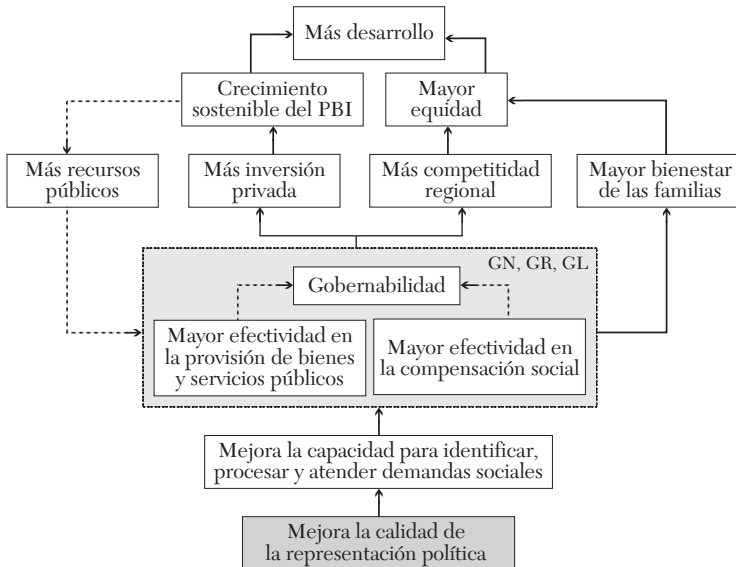 Más desarrollo
Crecimiento
sostenible del PBI
Mayor
equidad
Más recursos
públicos
Más inversión
privada
Más competitidad
regional
Mayor bienestar
de las familias
GN, GR, GL
Gobernabilidad
Mayor efectividad en
la provisión de bienes
y servicios públicos
Mayor efectividad en
la compensación social
Mejora la capacidad para identificar,
procesar y atender demandas sociales
Mejora la calidad de
la representación política